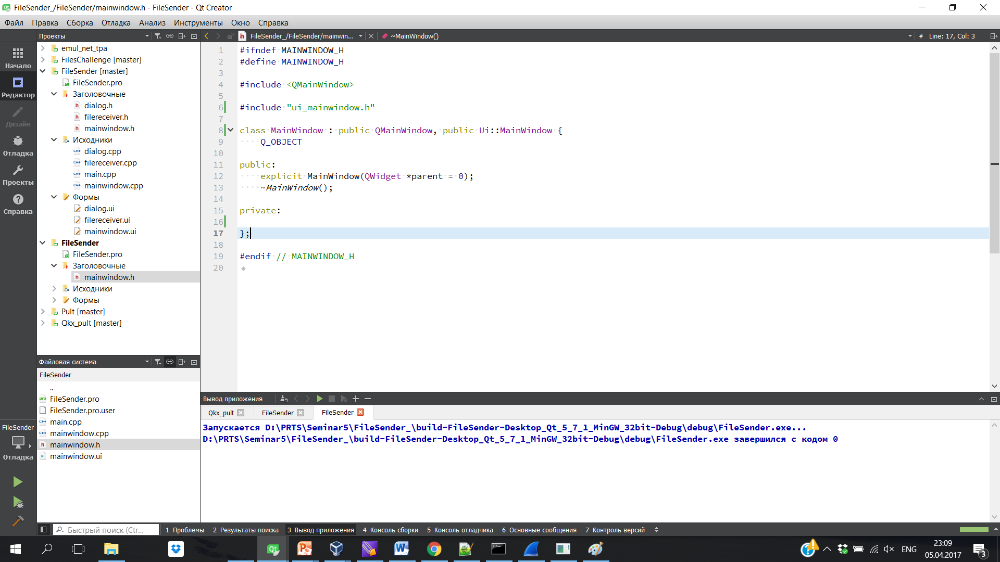 FileSender_/FileSender/mainwindow.h - FileSender - Qt Creator
Файл Правка Сборка Отладка Анализ Инструменты Окно Справка
Проекты
FileSender_/FileSender/mainwin...
~MainWindow()
# Line: 17, Col: 3
Начало
Редактор
Дизайн
Отладка
Проекты
Справка
emul_net_tpa
FilesChallenge [master]
FileSender [master]
FileSender.pro
Заголовочные
dialog.h
filereceiver.h
mainwindow.h
Исходники
dialog.cpp
filereceiver.cpp
main.cpp
mainwindow.cpp
Формы
dialog.ui
filereceiver.ui
mainwindow.ui
FileSender
FileSender.pro
Заголовочные
mainwindow.h
Исходники
Формы
Pult [master]
Qkx_pult [master]
1 #ifndef MAINWINDOW_H
2 #define MAINWINDOW_H
3
4 #include <QMainWindow>
5
6 #include "ui_mainwindow.h"
7
8 class MainWindow : public QMainWindow, public Ui::MainWindow {
9 Q_OBJECT
10
11 public:
12 explicit MainWindow(QWidget *parent = 0);
13 ~MainWindow();
14
15 private:
16
17 };
18
19 #endif // MAINWINDOW_H
20
Файловая система
FileSender
..
FileSender.pro
FileSender.pro.user
main.cpp
mainwindow.cpp
mainwindow.h
mainwindow.ui
FileSender
Отладка
Вывод приложения
Qkx_pult FileSender FileSender
Запускается D:\PRTS\Seminar5\FileSender_\build-FileSender-Desktop_Qt_5_7_1_MinGW_32bit-Debug\debug\FileSender.exe...
D:\PRTS\Seminar5\FileSender_\build-FileSender-Desktop_Qt_5_7_1_MinGW_32bit-Debug\debug\FileSender.exe завершился с кодом 0
Быстрый поиск (Ctr...
1 Проблемы 2 Результаты поиска 3 Вывод приложения 4 Консоль сборки 5 Консоль отладчика 6 Основные сообщения 7 Контроль версий
ENG
23:09
05.04.2017
3